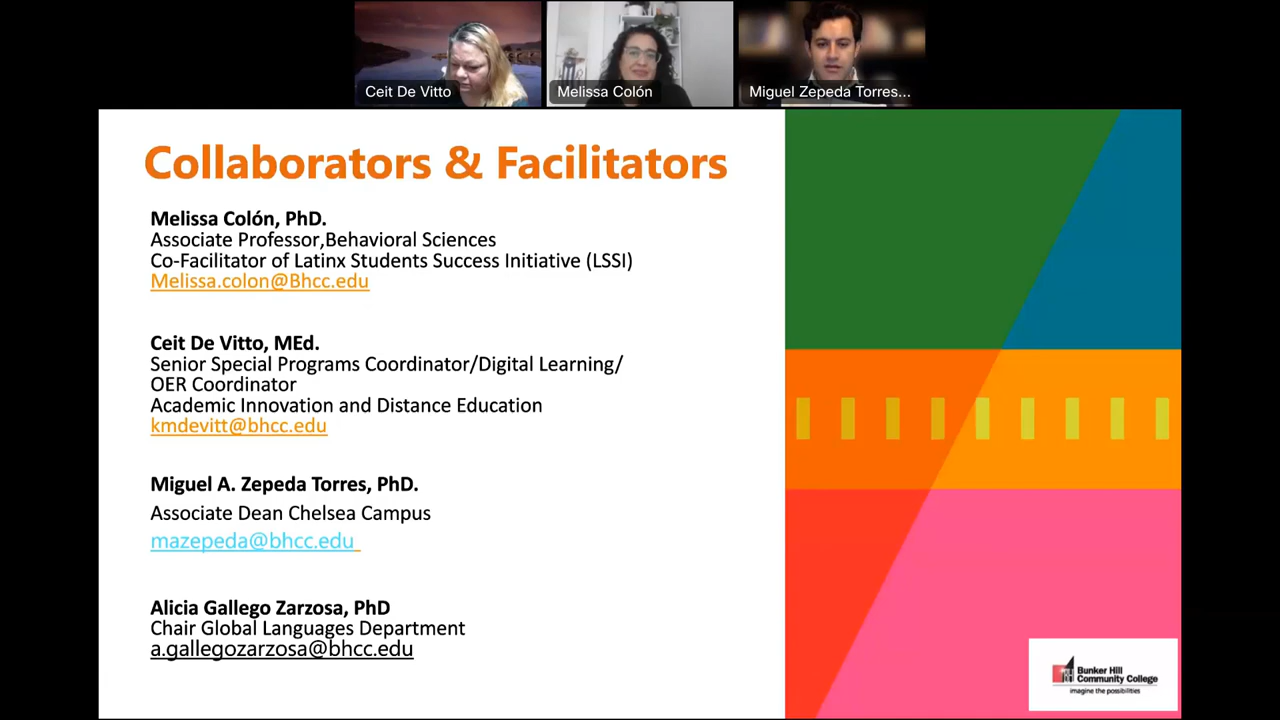 Ceit De Vitto
Melissa Colón
Miguel Zepeda Torres...
Collaborators & Facilitators
Melissa Colón, PhD.
Associate Professor,Behavioral Sciences
Co-Facilitator of Latinx Students Success Initiative (LSSI)
Melissa.colon@Bhcc.edu
Ceit De Vitto, MEd.
Senior Special Programs Coordinator/Digital Learning/
OER Coordinator
Academic Innovation and Distance Education
kmdevitt@bhcc.edu
Miguel A. Zepeda Torres, PhD.
Associate Dean Chelsea Campus
mazepeda@bhcc.edu
Alicia Gallego Zarzosa, PhD
Chair Global Languages Department
a.gallegozarzosa@bhcc.edu
Bunker Hill
Community College
imagine the possibilities